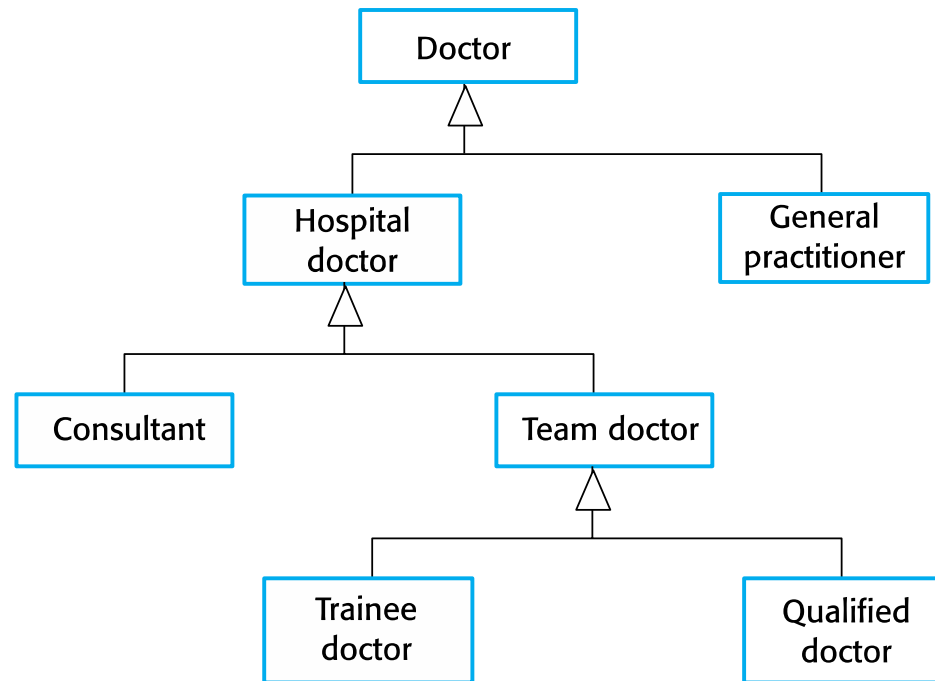 Doctor
Hospital
doctor
General
practitioner
Consultant
Team doctor
Trainee
doctor
Qualified
doctor